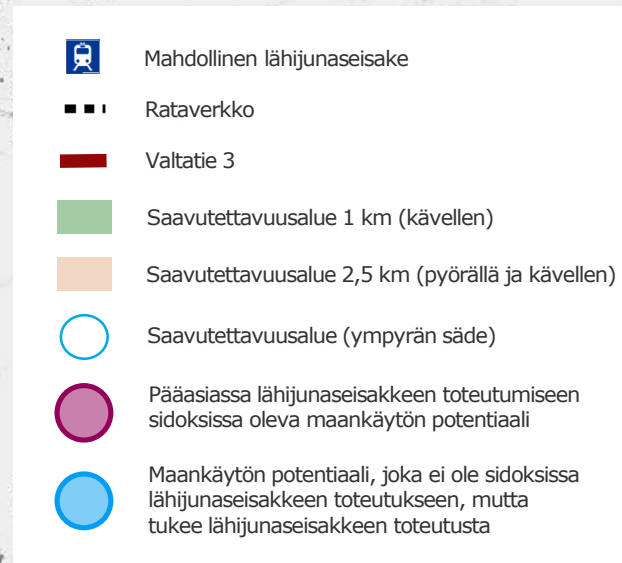 Mahdollinen lähijunaseisake
Rataverkko
Valtatie 3
Saavutettavuusalue 1 km (kävellen)
Saavutettavuusalue 2,5 km (pyörällä ja kävellen)
Saavutettavuusalue (ympyrän säde)
Pääasiassa lähijunaseisakkeen toteutumiseen
sidoksissa oleva maankäytön potentiaali
Maankäytön potentiaali, joka ei ole sidoksissa
lähijunaseisakkeen toteutukseen, mutta
tukee lähijunaseisakkeen toteutusta